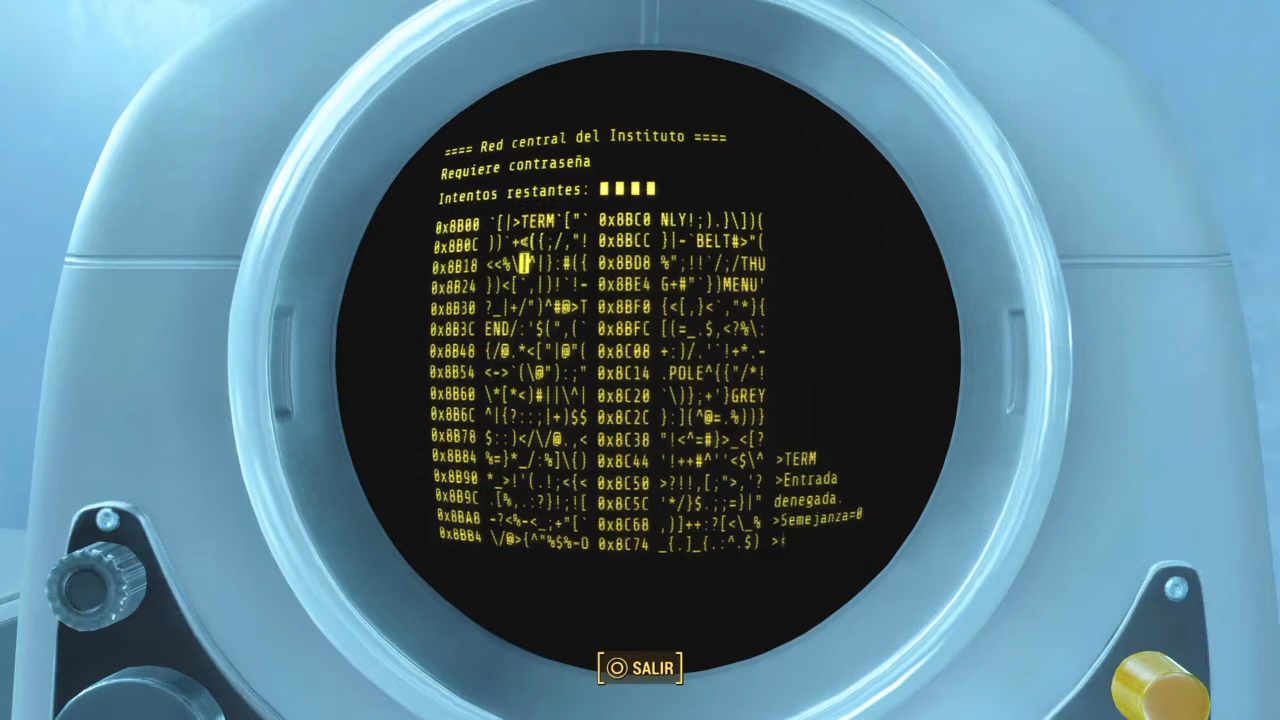 ==== Red central del Instituto ====
Requiere contraseña
Intentos restantes: ■ ■ ■ ■
0x8B00 `[|>TERM`["` 0x8BC0 NLY!;).}\])(
0x8B0C ))`+<({;/,"! 0x8BCC }|-`BELT#>"(
0x8B18 <<%\[^|}:#({ 0x8BD8 %";!!`/;/THU
0x8B24 })<[`,|)!`!- 0x8BE4 G+#"`})MENU'
0x8B30 ?_|+/")^#@>T 0x8BF0 {<[,}<`,"*}{
0x8B3C END/:'$(",(` 0x8BFC [(=_.$,<?%\:
0x8B48 {/@.*<["|@"( 0x8C08 +:)/.'`!+*.-
0x8B54 <->`(\@"):;" 0x8C14 .POLE^{{"/*!
0x8B60 \*[*<)#||\^| 0x8C20 `\)};+'}GREY
0x8B6C ^|{?::;|+)$$ 0x8C2C }:](^@=.%))}
0x8B78 $::)</\/@.,< 0x8C38 "!<^=#}>_<[?
0x8B84 %=}*_/:%]\{) 0x8C44 '!++#^''<$\^ >TERM
0x8B90 *_>!'(.!;<{< 0x8C50 >?!!,[;">,'? >Entrada
0x8B9C .[%,.:?}!;![ 0x8C5C '*/}$.;;=}|" denegada.
0x8BA8 -?<%-<_;+"[` 0x8C68 ,)]++:?[<\_% >Semejanza=0
0x8BB4 \/@>{^"%$%-O 0x8C74 _{.]_{.:^.$) >
SALIR